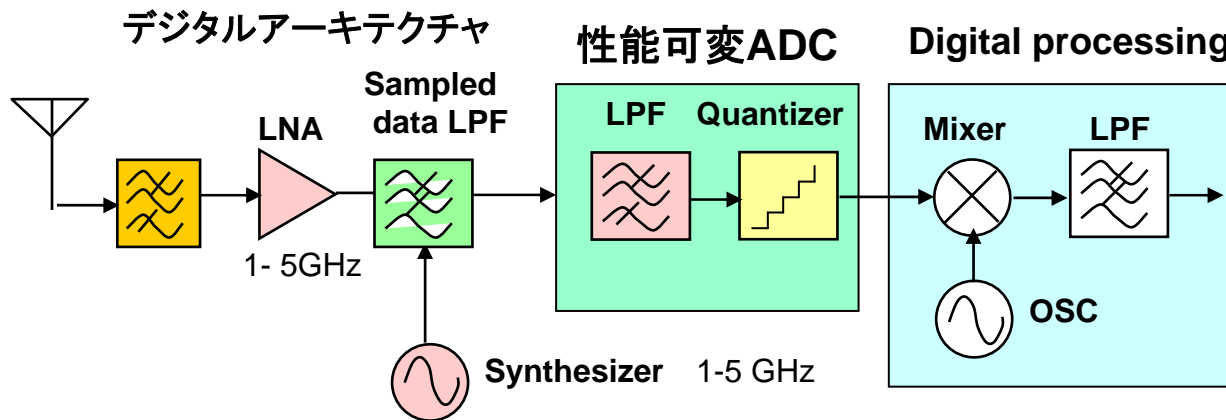 デジタルアーキテクチャ
性能可変ADC
Digital processing
Sampled
data LPF
LNA
LPF
Quantizer
Mixer
LPF
1- 5GHz
OSC
Synthesizer 1-5 GHz